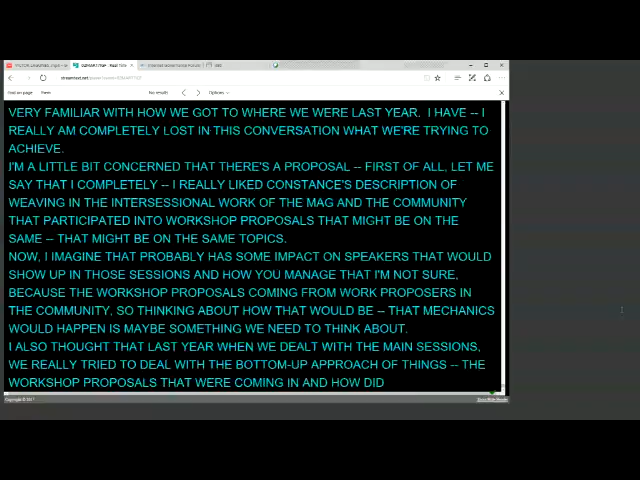 streamtext.net
Find on page
No results
Options
VERY FAMILIAR WITH HOW WE GOT TO WHERE WE WERE LAST YEAR. I HAVE -- I
REALLY AM COMPLETELY LOST IN THIS CONVERSATION WHAT WE'RE TRYING TO
ACHIEVE.
I'M A LITTLE BIT CONCERNED THAT THERE'S A PROPOSAL -- FIRST OF ALL, LET ME
SAY THAT I COMPLETELY -- I REALLY LIKED CONSTANCE'S DESCRIPTION OF
WEAVING IN THE INTERSESSIONAL WORK OF THE MAG AND THE COMMUNITY
THAT PARTICIPATED INTO WORKSHOP PROPOSALS THAT MIGHT BE ON THE
SAME -- THAT MIGHT BE ON THE SAME TOPICS.
NOW, I IMAGINE THAT PROBABLY HAS SOME IMPACT ON SPEAKERS THAT WOULD
SHOW UP IN THOSE SESSIONS AND HOW YOU MANAGE THAT I'M NOT SURE,
BECAUSE THE WORKSHOP PROPOSALS COMING FROM WORK PROPOSERS IN
THE COMMUNITY. SO THINKING ABOUT HOW THAT WOULD BE -- THAT MECHANICS
WOULD HAPPEN IS MAYBE SOMETHING WE NEED TO THINK ABOUT.
I ALSO THOUGHT THAT LAST YEAR WHEN WE DEALT WITH THE MAIN SESSIONS,
WE REALLY TRIED TO DEAL WITH THE BOTTOM-UP APPROACH OF THINGS -- THE
WORKSHOP PROPOSALS THAT WERE COMING IN AND HOW DID